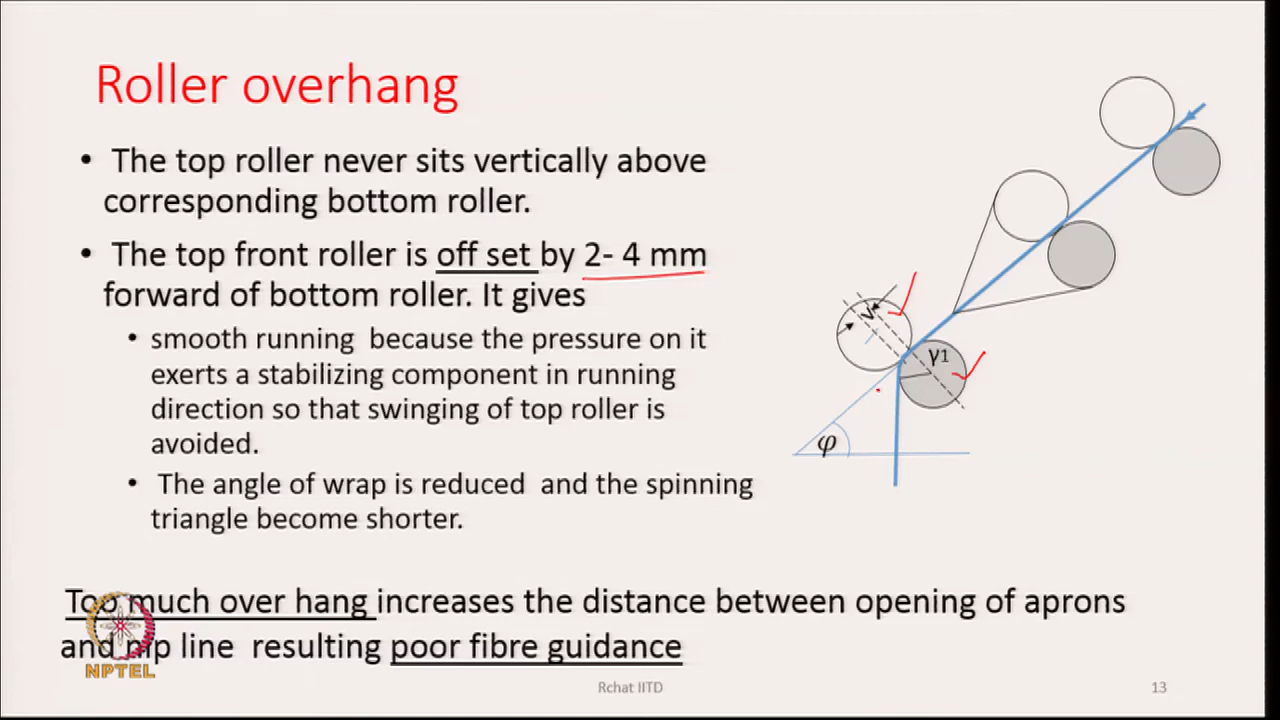 Roller overhang
• The top roller never sits vertically above
corresponding bottom roller.
• The top front roller is off set by 2- 4 mm
forward of bottom roller. It gives
• smooth running because the pressure on it
exerts a stabilizing component in running
direction so that swinging of top roller is
avoided.
• The angle of wrap is reduced and the spinning
triangle become shorter.
V
γ1
φ
Too much over hang increases the distance between opening of aprons
and nip line resulting poor fibre guidance
NPTEL
Rchat IITD
13